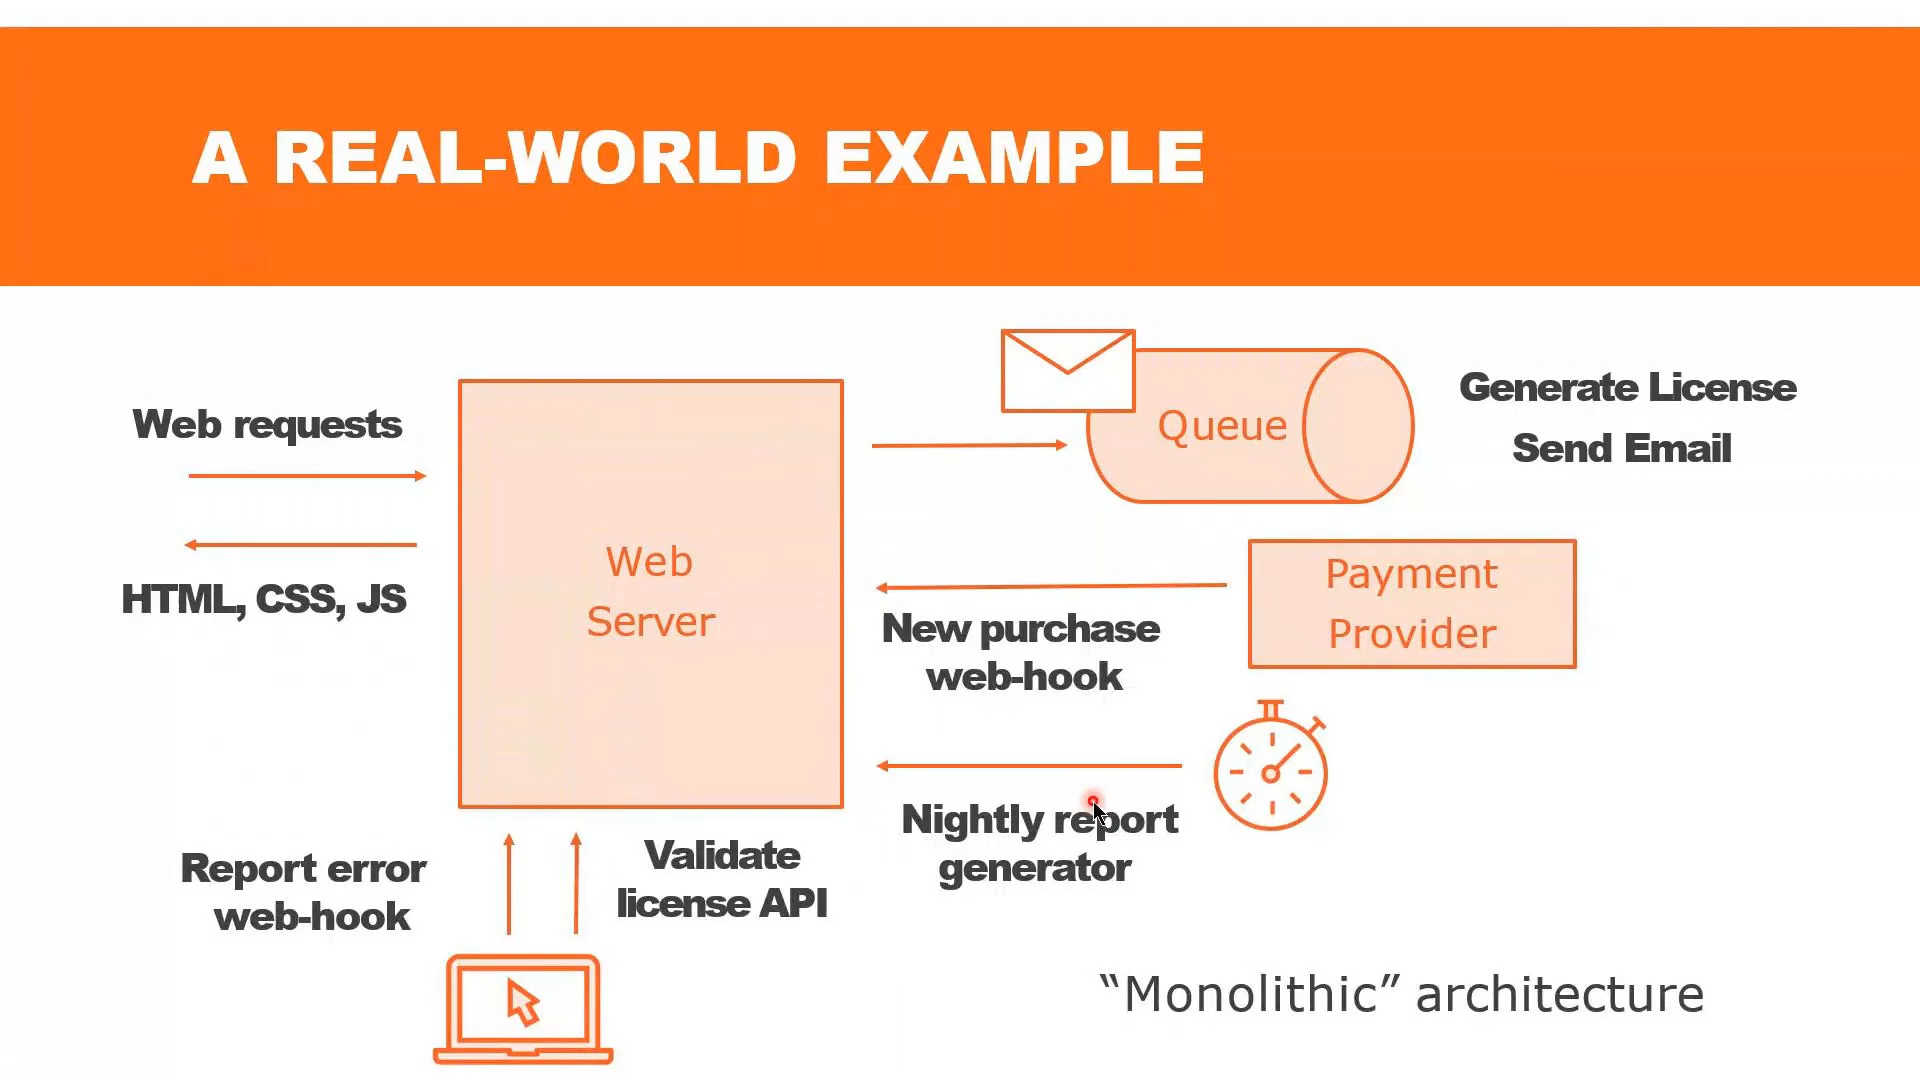 A REAL-WORLD EXAMPLE
Web requests
HTML, CSS, JS
Web
Server
Queue
Generate License
Send Email
Payment
Provider
New purchase
web-hook
Nightly report
generator
Report error
web-hook
Validate
license API
“Monolithic” architecture